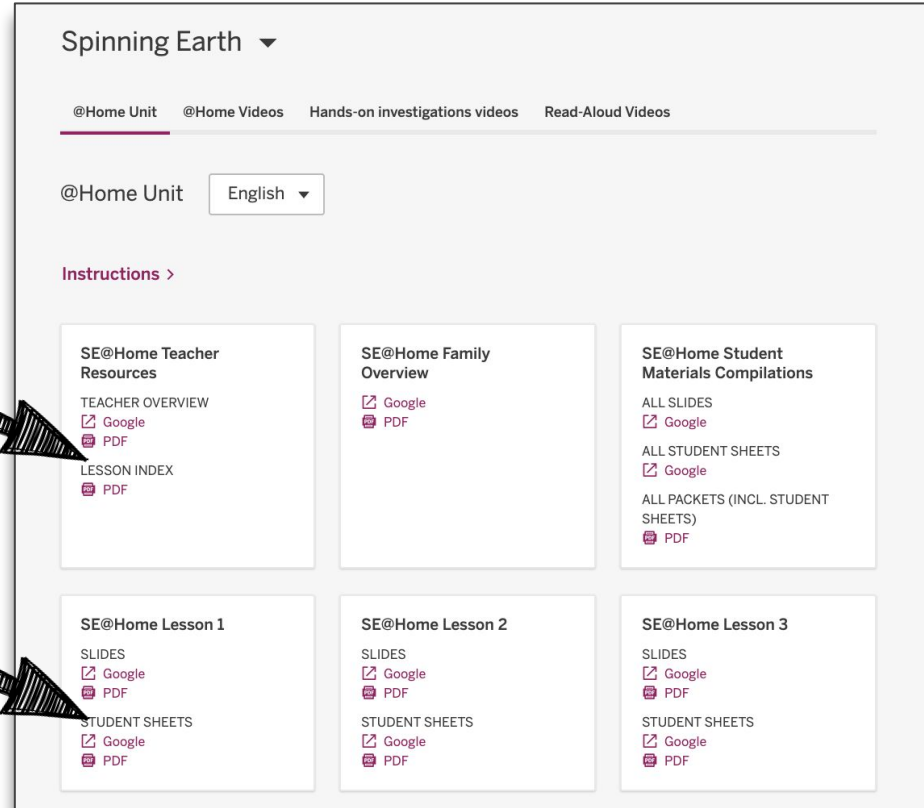 Spinning Earth
@Home Unit
@Home Videos
Hands-on investigations videos
Read-Aloud Videos
@Home Unit
English
Instructions >
SE@Home Teacher
Resources
TEACHER OVERVIEW
Google
PDF
LESSON INDEX
PDF
SE@Home Family
Overview
Google
PDF
SE@Home Student
Materials Compilations
ALL SLIDES
Google
ALL STUDENT SHEETS
Google
ALL PACKETS (INCL. STUDENT
SHEETS)
PDF
SE@Home Lesson 1
SLIDES
Google
PDF
STUDENT SHEETS
Google
PDF
SE@Home Lesson 2
SLIDES
Google
PDF
STUDENT SHEETS
Google
PDF
SE@Home Lesson 3
SLIDES
Google
PDF
STUDENT SHEETS
Google
PDF